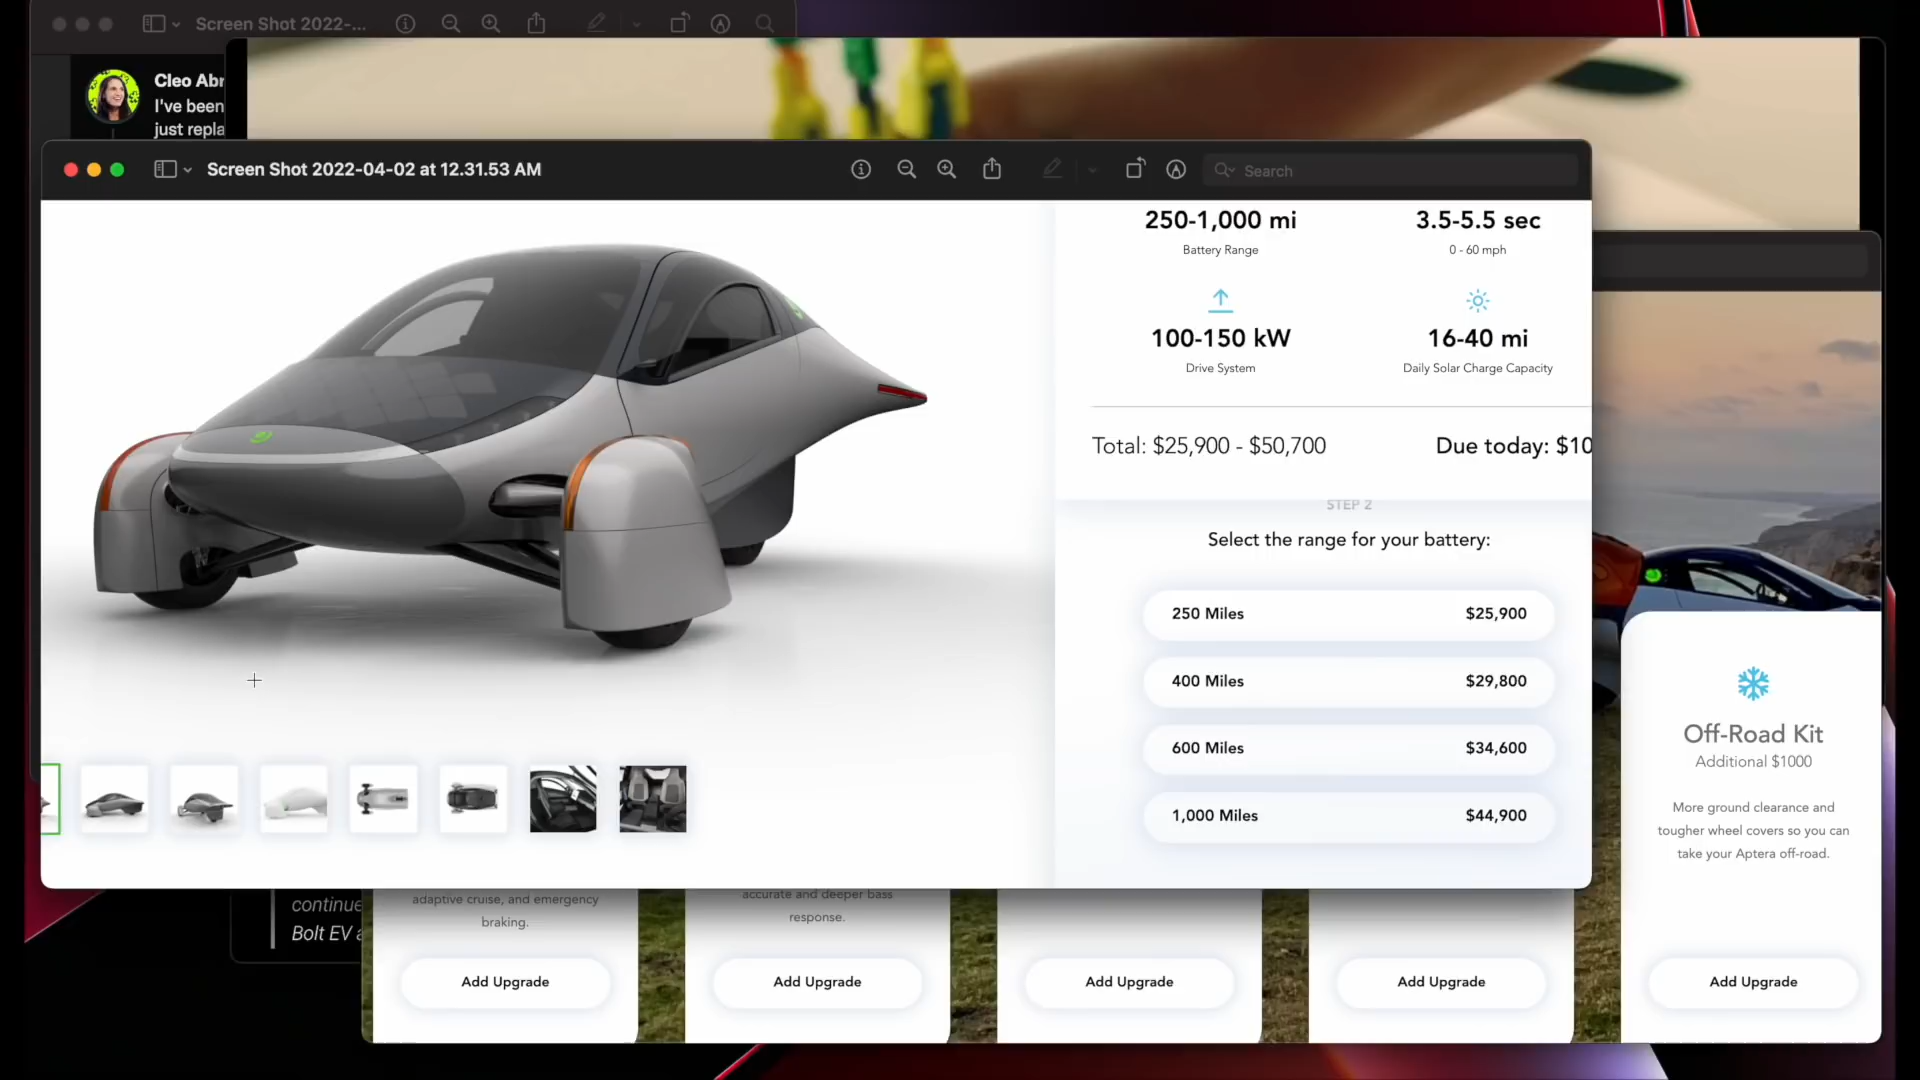 Screen Shot 2022-...
Cleo Abr
I've been
just repla
Screen Shot 2022-04-02 at 12.31.53 AM
Search
250-1,000 mi
Battery Range
3.5-5.5 sec
0 - 60 mph
100-150 kW
Drive System
16-40 mi
Daily Solar Charge Capacity
Total: $25,900 - $50,700
Due today: $10
STEP 2
Select the range for your battery:
250 Miles $25,900
400 Miles $29,800
600 Miles $34,600
1,000 Miles $44,900
Off-Road Kit
Additional $1000
More ground clearance and
tougher wheel covers so you can
take your Aptera off-road.
continue
Bolt EV a
adaptive cruise, and emergency
braking.
accurate and deeper bass
response.
Add Upgrade
Add Upgrade
Add Upgrade
Add Upgrade
Add Upgrade